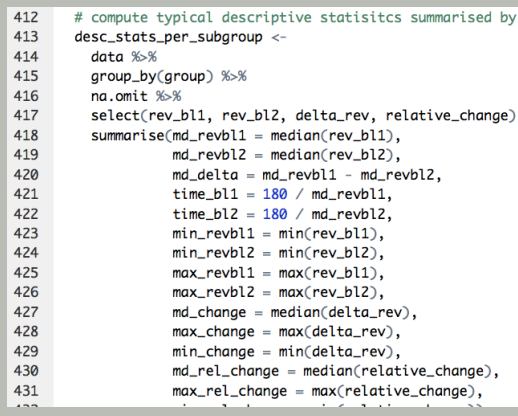 412 # compute typical descriptive statisitcs summarised by
413 desc_stats_per_subgroup <-
414 data %>%
415 group_by(group) %>%
416 na.omit %>%
417 select(rev_bl1, rev_bl2, delta_rev, relative_change)
418 summarise(md_revbl1 = median(rev_bl1),
419 md_revbl2 = median(rev_bl2),
420 md_delta = md_revbl1 - md_revbl2,
421 time_bl1 = 180 / md_revbl1,
422 time_bl2 = 180 / md_revbl2,
423 min_revbl1 = min(rev_bl1),
424 min_revbl2 = min(rev_bl2),
425 max_revbl1 = max(rev_bl1),
426 max_revbl2 = max(rev_bl2),
427 md_change = median(delta_rev),
428 max_change = max(delta_rev),
429 min_change = min(delta_rev),
430 md_rel_change = median(relative_change),
431 max_rel_change = max(relative_change),